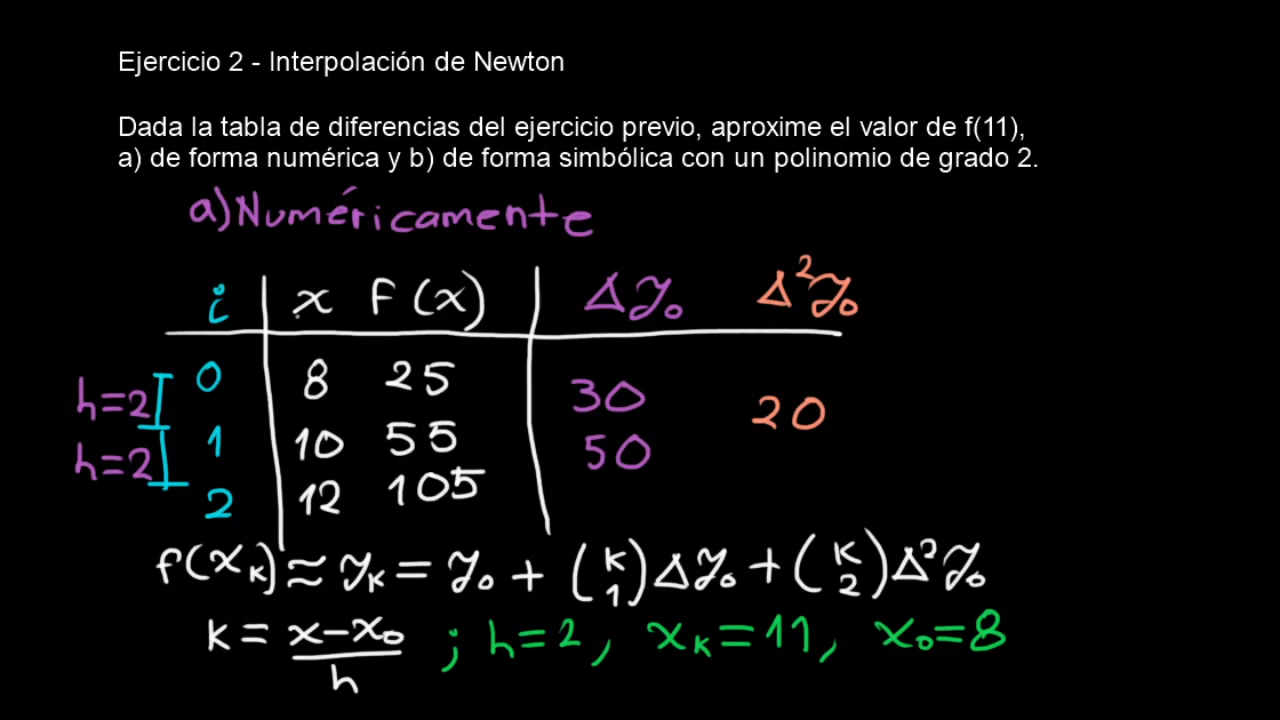 Ejercicio 2 - Interpolación de Newton
Dada la tabla de diferencias del ejercicio previo, aproxime el valor de f(11),
a) de forma numérica y b) de forma simbólica con un polinomio de grado 2.
a) Numéricamente
i x F(x) Δy₀ Δ²y₀
0 8 25 30
h=2 20
1 10 55 50
h=2
2 12 105
f(x_k) ≈ y_k = y₀ + (k 1) Δy₀ + (k 2) Δ²y₀
k = (x-x₀)/h ; h=2, x_k=11, x₀=8